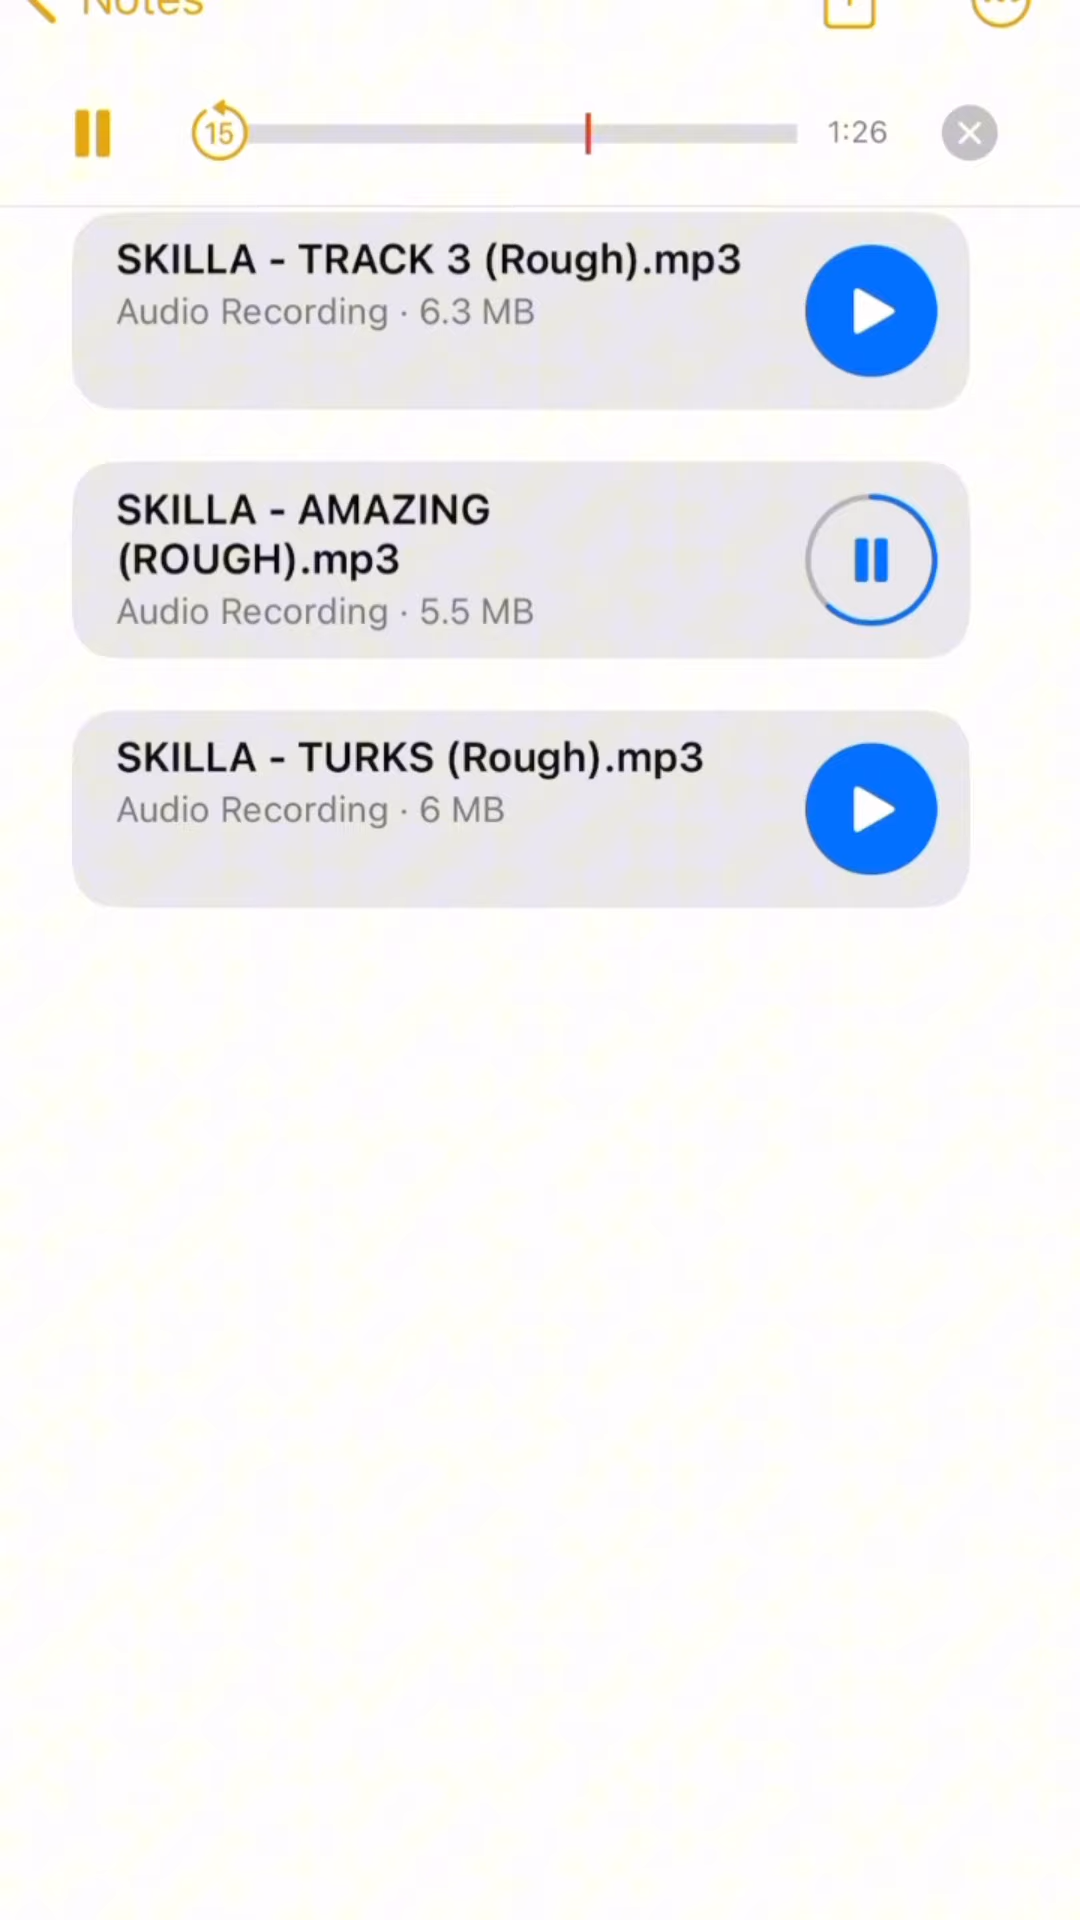 Notes
15
1:26
SKILLA - TRACK 3 (Rough).mp3
Audio Recording · 6.3 MB
SKILLA - AMAZING
(ROUGH).mp3
Audio Recording · 5.5 MB
SKILLA - TURKS (Rough).mp3
Audio Recording · 6 MB